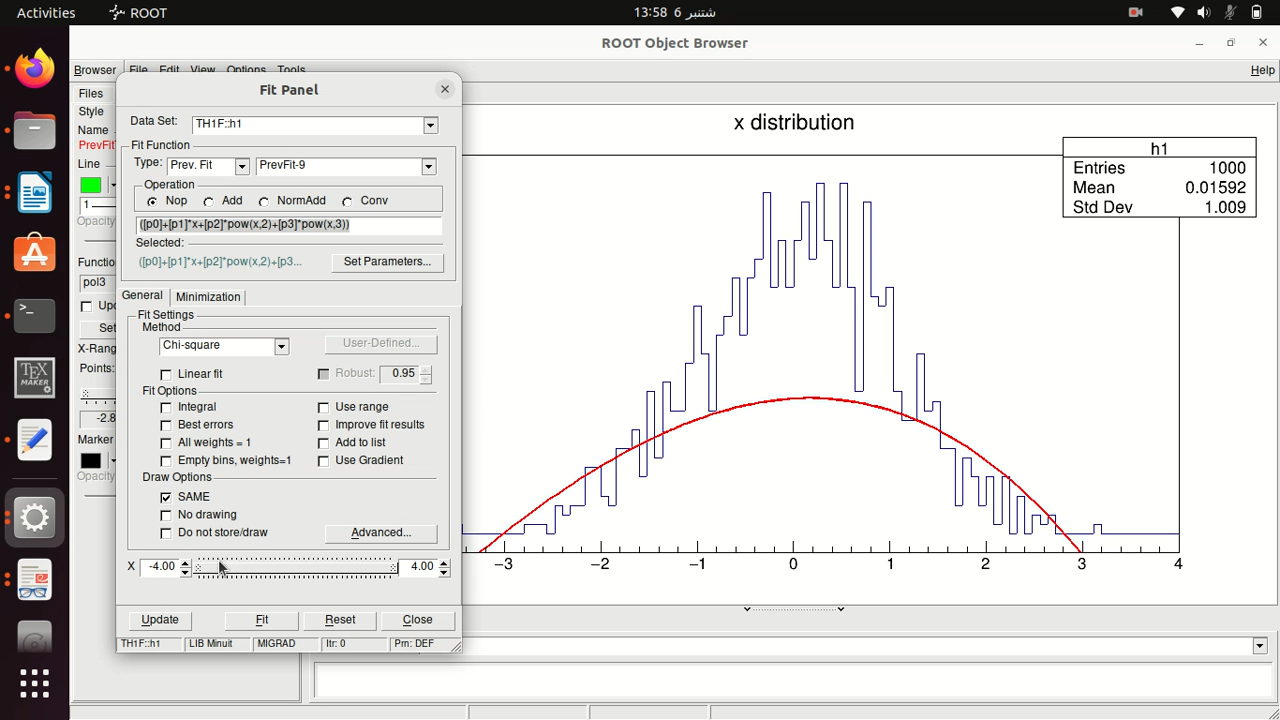 Activities ROOT 13:58 6 شتنبر
ROOT Object Browser
Browser File Edit View Options Tools Help
Files
Style
Name
PrevFit
Line
1
Opacity
Functio
pol3
Upd
Set
X-Rang
Points:
-2.8
Marker
Opacity
Fit Panel
Data Set: TH1F::h1
Fit Function
Type: Prev. Fit PrevFit-9
Operation
Nop Add NormAdd Conv
([p0]+[p1]*x+[p2]*pow(x,2)+[p3]*pow(x,3))
Selected:
([p0]+[p1]*x+[p2]*pow(x,2)+[p3... Set Parameters...
General Minimization
Fit Settings
Method
Chi-square User-Defined...
Linear fit Robust: 0.95
Fit Options
Integral Use range
Best errors Improve fit results
All weights = 1 Add to list
Empty bins, weights=1 Use Gradient
Draw Options
SAME
No drawing
Do not store/draw Advanced...
X -4.00 4.00
Update Fit Reset Close
TH1F::h1 LIB Minuit MIGRAD Itr: 0 Prn: DEF
x distribution
h1
Entries 1000
Mean 0.01592
Std Dev 1.009
−3 −2 −1 0 1 2 3 4
TEX
MAKER